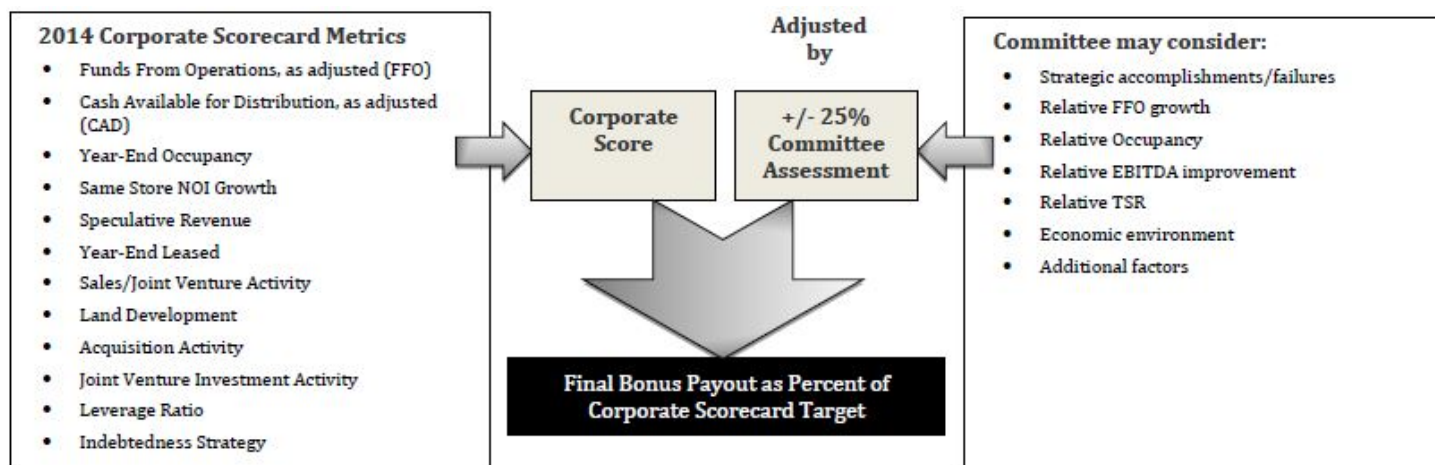 2014 Corporate Scorecard Metrics
• Funds From Operations, as adjusted (FFO)
• Cash Available for Distribution, as adjusted
(CAD)
• Year-End Occupancy
• Same Store NOI Growth
• Speculative Revenue
• Year-End Leased
• Sales/Joint Venture Activity
• Land Development
• Acquisition Activity
• Joint Venture Investment Activity
• Leverage Ratio
• Indebtedness Strategy
Corporate
Score
Adjusted
by
+/- 25%
Committee
Assessment
Committee may consider:
• Strategic accomplishments/failures
• Relative FFO growth
• Relative Occupancy
• Relative EBITDA improvement
• Relative TSR
• Economic environment
• Additional factors
Final Bonus Payout as Percent of
Corporate Scorecard Target